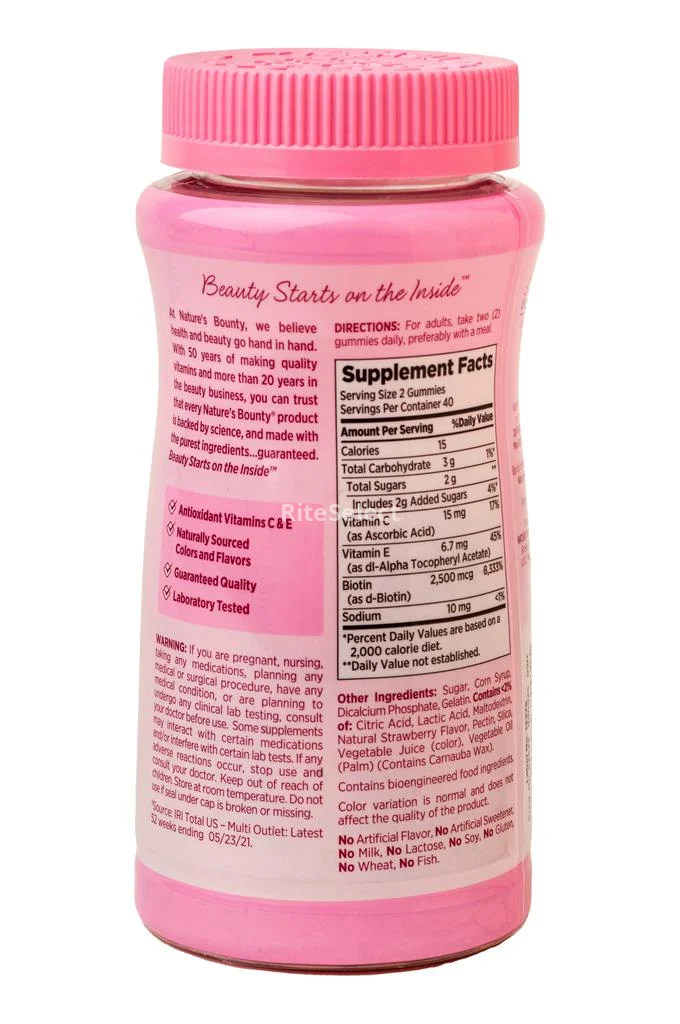 Beauty Starts on the Inside™
At Nature's Bounty, we believe
health and beauty go hand in hand.
With 50 years of making quality
vitamins and more than 20 years in
the beauty business, you can trust
that every Nature's Bounty® product
is backed by science, and made with
the purest ingredients...guaranteed.
Beauty Starts on the Inside™
Antioxidant Vitamins C & E
Naturally Sourced
Colors and Flavors
Guaranteed Quality
Laboratory Tested
WARNING: If you are pregnant, nursing,
taking any medications, planning any
medical or surgical procedure, have any
medical condition, or are planning to
undergo any clinical lab testing, consult
your doctor before use. Some supplements
may interact with certain medications
and/or interfere with certain lab tests. If any
adverse reactions occur, stop use and
consult your doctor. Keep out of reach of
children. Store at room temperature. Do not
use if seal under cap is broken or missing.
*Source: IRI Total US – Multi Outlet: Latest
52 weeks ending 05/23/21.
DIRECTIONS: For adults, take two (2)
gummies daily, preferably with a meal.
Supplement Facts
Serving Size 2 Gummies
Servings Per Container 40
Amount Per Serving %Daily Value
Calories 15
Total Carbohydrate 3 g 1%*
Total Sugars 2 g **
Includes 2g Added Sugars 4%*
Vitamin C 15 mg 17%
(as Ascorbic Acid)
Vitamin E 6.7 mg 45%
(as dl-Alpha Tocopheryl Acetate)
Biotin 2,500 mcg 8,333%
(as d-Biotin)
Sodium 10 mg <1%
*Percent Daily Values are based on a
2,000 calorie diet.
**Daily Value not established.
Other Ingredients: Sugar, Corn Syrup,
Dicalcium Phosphate, Gelatin. Contains <2%
of: Citric Acid, Lactic Acid, Maltodextrin,
Natural Strawberry Flavor, Pectin, Silica,
Vegetable Juice (color), Vegetable Oil
(Palm) (Contains Carnauba Wax).
Contains bioengineered food ingredients.
Color variation is normal and does not
affect the quality of the product.
No Artificial Flavor, No Artificial Sweetener,
No Milk, No Lactose, No Soy, No Gluten,
No Wheat, No Fish.
RiteSelect